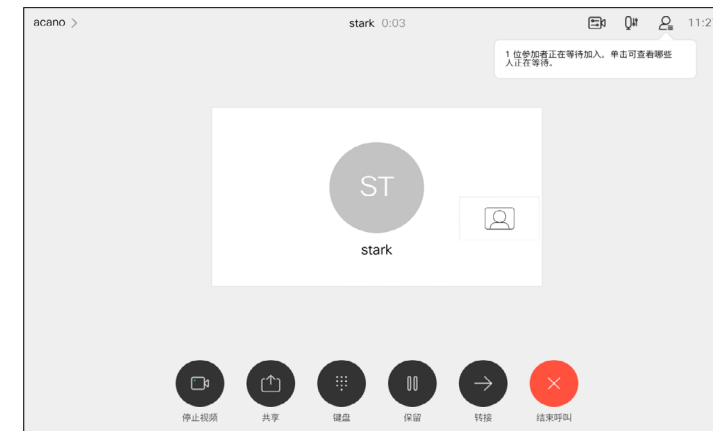 acano >
stark 0:03
11:2
1 位参加者正在等待加入。单击可查看哪些
人正在等待。
ST
stark
停止视频 共享 键盘 保留 转接 结束呼叫